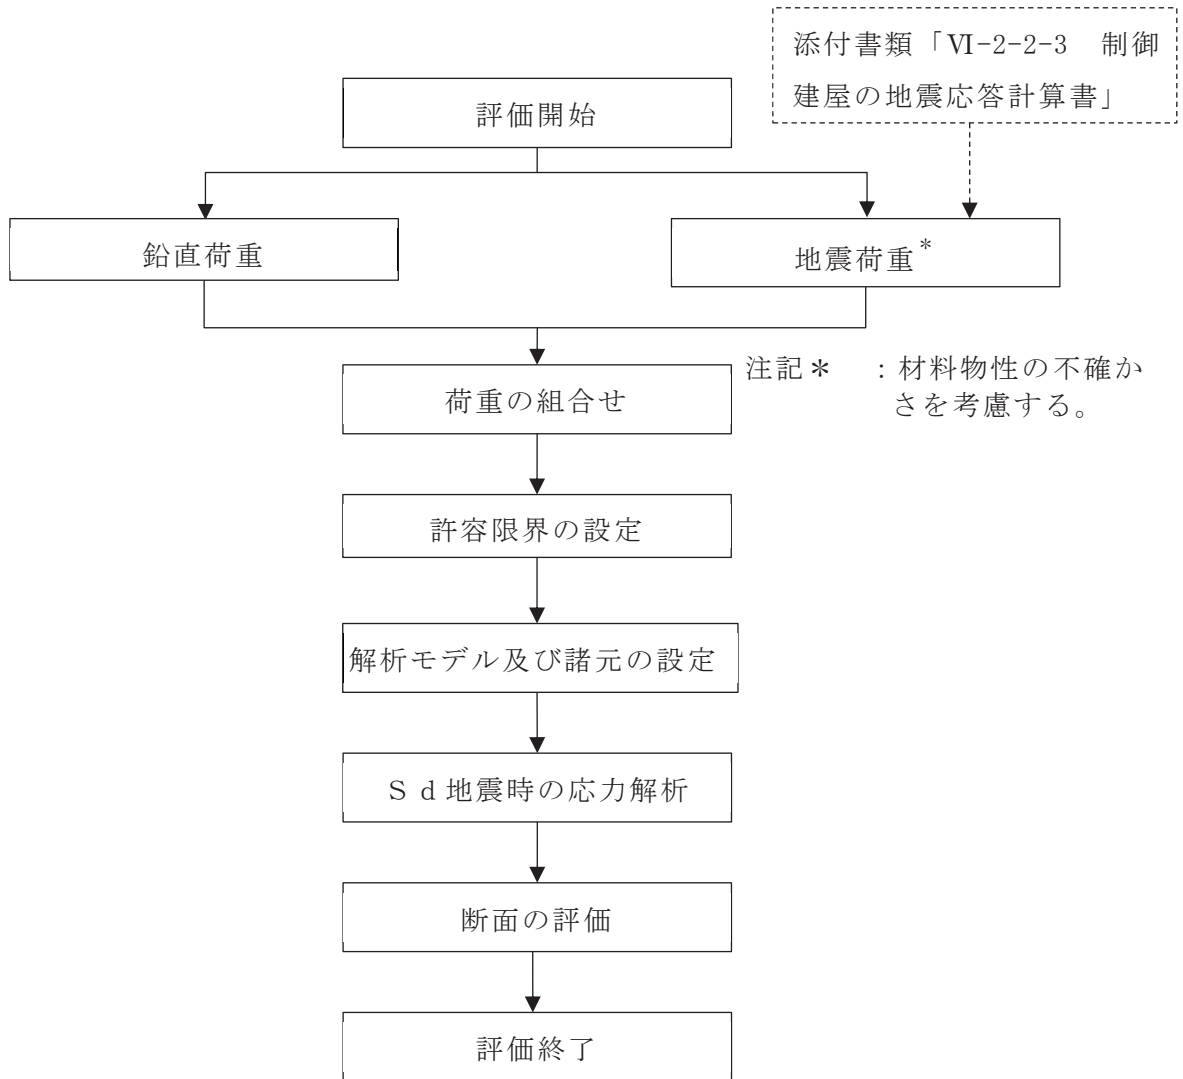 添付書類「Ⅵ-2-2-3　制御
建屋の地震応答計算書」
評価開始
鉛直荷重
地震荷重*
荷重の組合せ
注記＊　：材料物性の不確か
さを考慮する。
許容限界の設定
解析モデル及び諸元の設定
Ｓｄ地震時の応力解析
断面の評価
評価終了